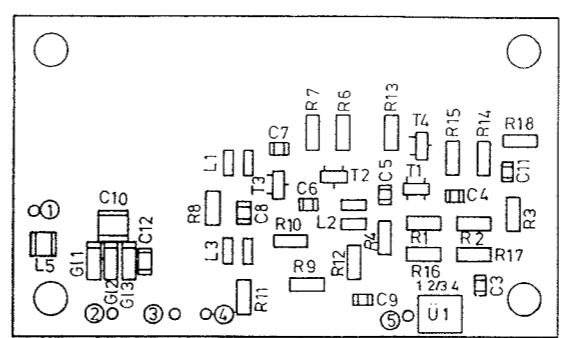 R7
R6
R13
T4
R15
R14
R18
C7
L1
T3
C6
T2
C5
T1
C4
C11
C10
①
C12
R8
C8
L2
R10
R4
R1
R2
R3
L5
L3
R12
R16
R17
Gl1
Gl2
Gl3
R11
R9
C9
C3
②
③
④
⑤
1 2/3 4
Ü1